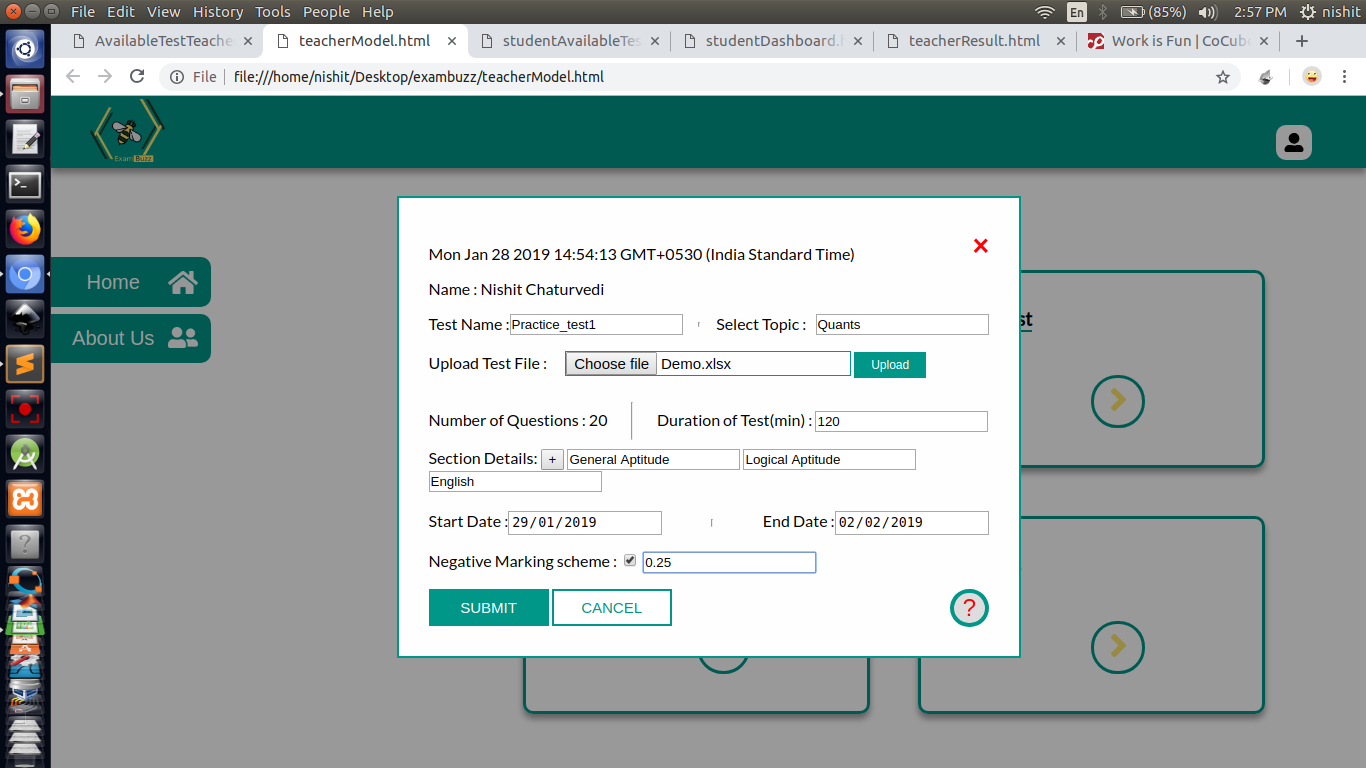 File Edit View History Tools People Help
En (85%) 2:57 PM nishit
AvailableTestTeache teacherModel.html studentAvailableTes studentDashboard.h teacherResult.html Work is Fun | CoCub
File file:///home/nishit/Desktop/exambuzz/teacherModel.html
Exam Buzz
Mon Jan 28 2019 14:54:13 GMT+0530 (India Standard Time)
Name : Nishit Chaturvedi
Home
Test Name : Practice_test1 Select Topic : Quants
st
About Us
Upload Test File : Choose file Demo.xlsx Upload
Number of Questions : 20 Duration of Test(min) : 120
Section Details: + General Aptitude Logical Aptitude
English
Start Date : 29/01/2019 End Date : 02/02/2019
Negative Marking scheme : 0.25
SUBMIT CANCEL ?